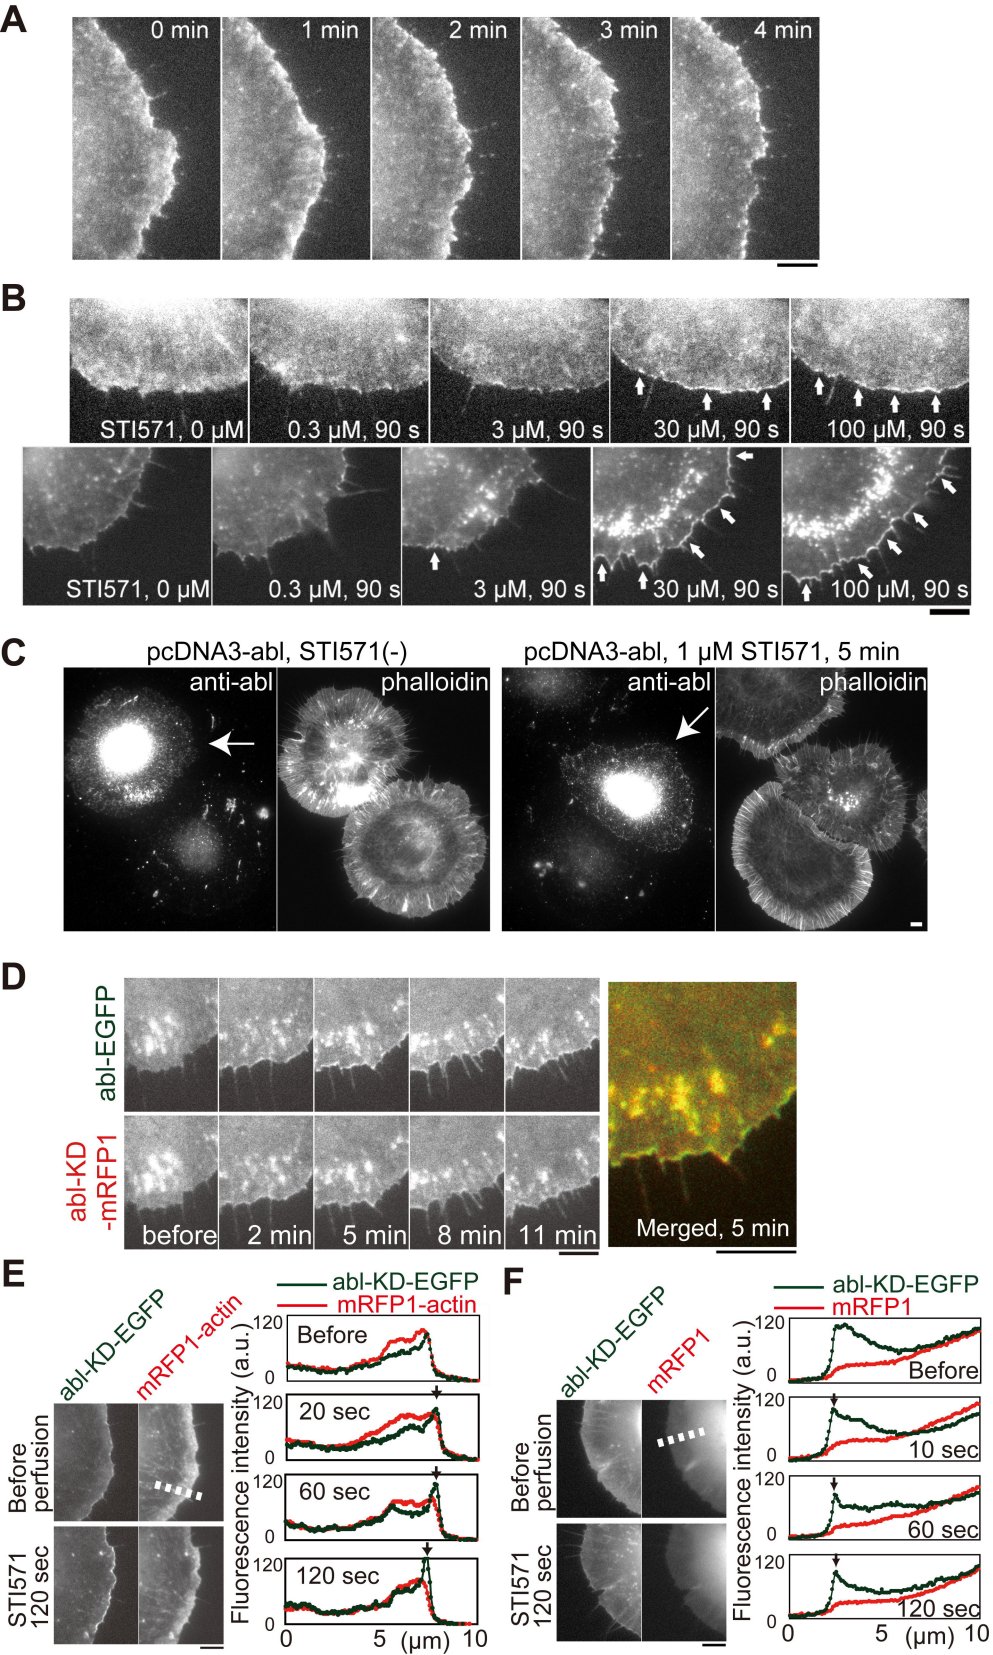 A
0 min
1 min
2 min
3 min
4 min
B
STI571, 0 µM
0.3 µM, 90 s
3 µM, 90 s
30 µM, 90 s
100 µM, 90 s
STI571, 0 µM
0.3 µM, 90 s
3 µM, 90 s
30 µM, 90 s
100 µM, 90 s
C
pcDNA3-abl, STI571(-)
pcDNA3-abl, 1 µM STI571, 5 min
anti-abl
phalloidin
anti-abl
phalloidin
D
abl-EGFP
abl-KD
-mRFP1
before
2 min
5 min
8 min
11 min
Merged, 5 min
E
abl-KD-EGFP
mRFP1-actin
Before
perfusion
STI571
120 sec
abl-KD-EGFP
mRFP1-actin
Fluorescence intensity (a.u.)
120
0
Before
120
0
20 sec
120
0
60 sec
120
0
120 sec
0
5
(µm)
10
F
abl-KD-EGFP
mRFP1
Before
perfusion
STI571
120 sec
abl-KD-EGFP
mRFP1
Fluorescence intensity (a.u.)
120
0
Before
120
0
10 sec
120
0
60 sec
120
0
120 sec
0
5
(µm)
10